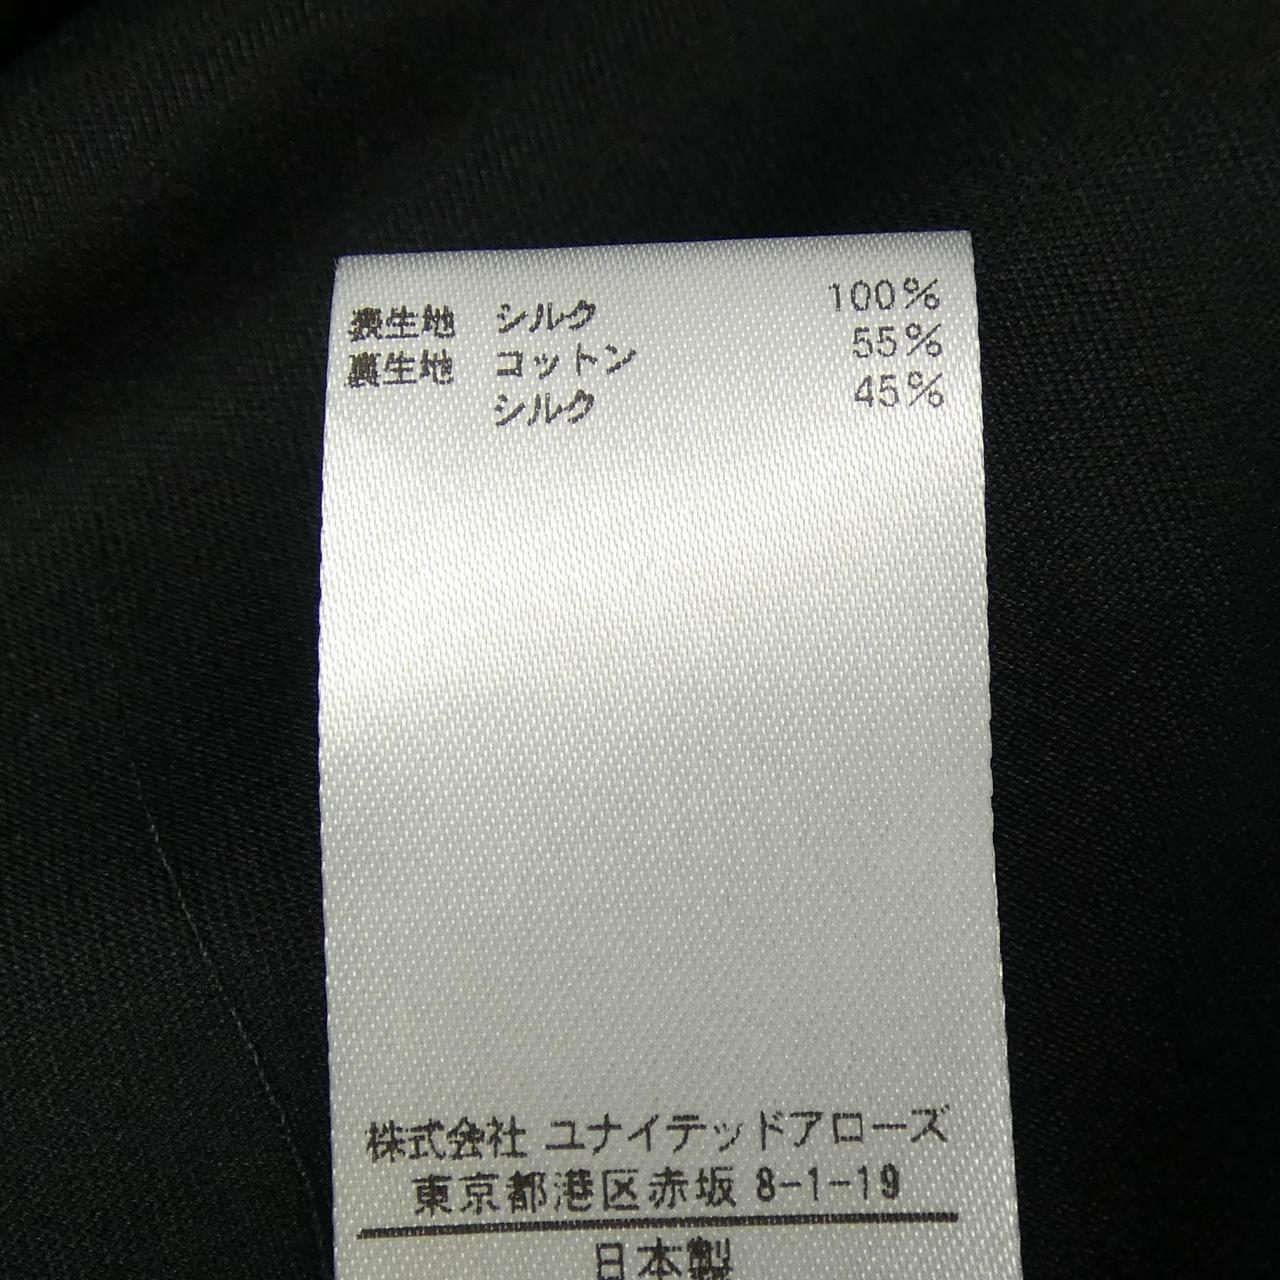 表生地 シルク 100%
裏生地 コットン 55%
シルク 45%
株式会社 ユナイテッドアローズ
東京都港区赤坂 8-1-19
日本製